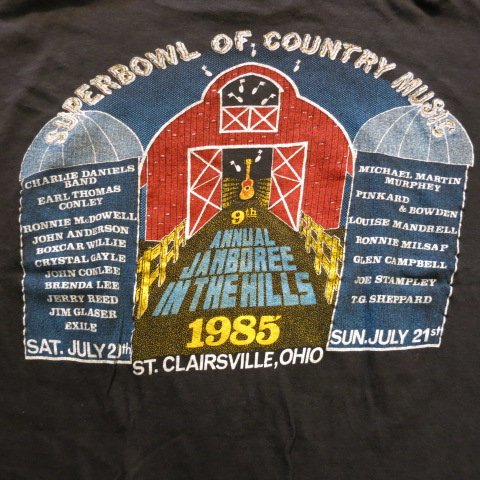 SUPERBOWL OF COUNTRY MUSIC
CHARLIE DANIELS
BAND
EARL THOMAS
CONLEY
RONNIE McDOWELL
JOHN ANDERSON
BOXCAR WILLIE
CRYSTAL GAYLE
JOHN CONLEE
BRENDA LEE
JERRY REED
JIM GLASER
EXILE
SAT. JULY 20th
9th
ANNUAL
JAMBOREE
IN THE HILLS
1985
ST. CLAIRSVILLE, OHIO
MICHAEL MARTIN
MURPHEY
PINKARD
& BOWDEN
LOUISE MANDRELL
RONNIE MILSAP
GLEN CAMPBELL
JOE STAMPLEY
T.G. SHEPPARD
SUN. JULY 21st